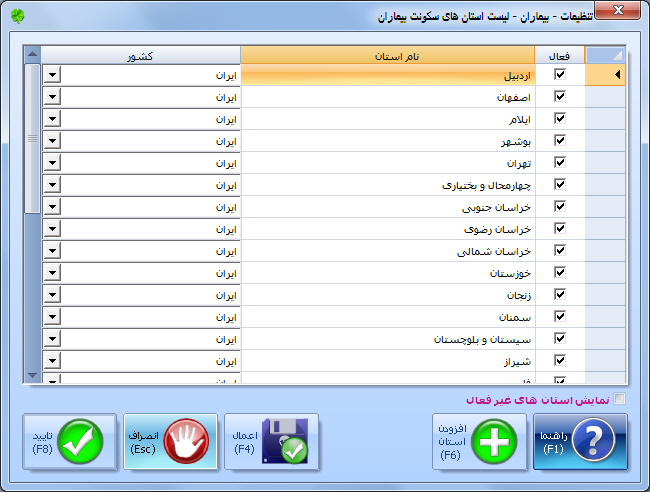 تنظیمات - بیماران - لیست استان های سکونت بیماران
فعال نام استان کشور
اردبیل ایران
اصفهان ایران
ایلام ایران
بوشهر ایران
تهران ایران
چهارمحال و بختیاری ایران
خراسان جنوبی ایران
خراسان رضوی ایران
خراسان شمالی ایران
خوزستان ایران
زنجان ایران
سمنان ایران
سیستان و بلوچستان ایران
شیراز ایران
ایران
نمایش استان های غیر فعال
راهنما
(F1)
افزودن
استان
(F6)
اعمال
(F4)
انصراف
(Esc)
تایید
(F8)